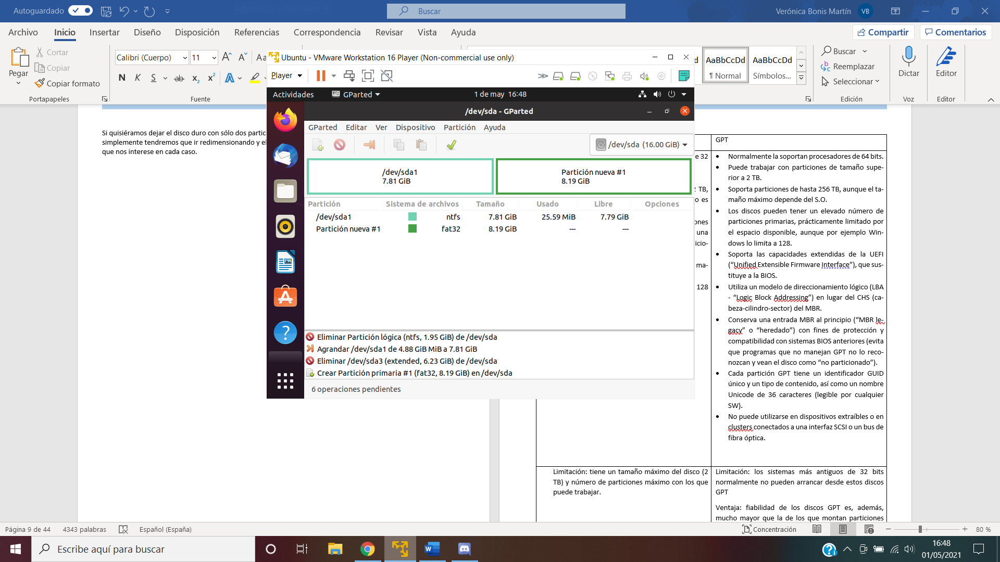 Autoguardado
Buscar
Verónica Bonis Martín
VB
Archivo
Inicio
Insertar
Diseño
Disposición
Referencias
Correspondencia
Revisar
Vista
Ayuda
Compartir
Comentarios
Pegar
Cortar
Copiar
Copiar formato
Portapapeles
Calibri (Cuerpo)
11
Fuente
AaBbCcDd
¶ Normal
AaBbCcDd
Símbolos...
Buscar
Reemplazar
Seleccionar
Edición
Dictar
Voz
Editor
Editor
Ubuntu - VMware Workstation 16 Player (Non-commercial use only)
Player
Actividades
GParted
1 de may 16:48
/dev/sda - GParted
GParted
Editar
Ver
Dispositivo
Partición
Ayuda
/dev/sda (16.00 GiB)
/dev/sda1
7.81 GiB
Partición nueva #1
8.19 GiB
Partición Sistema de archivos Tamaño Usado Libre Opciones
/dev/sda1 ntfs 7.81 GiB 25.59 MiB 7.79 GiB
Partición nueva #1 fat32 8.19 GiB --- ---
Eliminar Partición lógica (ntfs, 1.95 GiB) de /dev/sda
Agrandar /dev/sda1 de 4.88 GiB MiB a 7.81 GiB
Eliminar /dev/sda3 (extended, 6.23 GiB) de /dev/sda
Crear Partición primaria #1 (fat32, 8.19 GiB) en /dev/sda
6 operaciones pendientes
Si quisiéramos dejar el disco duro con sólo dos partic
simplemente tendremos que ir redimensionando y el
que nos interese en cada caso.
e 32
2 TB,
o es
ones
una
icio-
ma-
128
GPT
• Normalmente la soportan procesadores de 64 bits.
• Puede trabajar con particiones de tamaño supe-
rior a 2 TB.
• Soporta particiones de hasta 256 TB, aunque el ta-
maño máximo depende del S.O.
• Los discos pueden tener un elevado número de
particiones primarias, prácticamente limitado por
el espacio disponible, aunque por ejemplo Win-
dows lo limita a 128.
• Soporta las capacidades extendidas de la UEFI
(“Unified Extensible Firmware Interface”), que sus-
tituye a la BIOS.
• Utiliza un modelo de direccionamiento lógico (LBA
- “Logic Block Addressing”) en lugar del CHS (ca-
beza-cilindro-sector) del MBR.
• Conserva una entrada MBR al principio (“MBR le-
gacy” o “heredado”) con fines de protección y
compatibilidad con sistemas BIOS anteriores (evita
que programas que no manejan GPT no lo reco-
nozcan y vean el disco como “no particionado”).
• Cada partición GPT tiene un identificador GUID
único y un tipo de contenido, así como un nombre
Unicode de 36 caracteres (legible por cualquier
SW).
• No puede utilizarse en dispositivos extraíbles o en
clusters conectados a una interfaz SCSI o un bus de
fibra óptica.
Limitación: tiene un tamaño máximo del disco (2
TB) y número de particiones máximo con los que
puede trabajar.
Limitación: los sistemas más antiguos de 32 bits
normalmente no pueden arrancar desde estos discos
GPT
Ventaja: fiabilidad de los discos GPT es, además,
mucho mayor que la de los que montan particiones
Página 9 de 44
4343 palabras
Español (España)
Concentración
80 %
Escribe aquí para buscar
16:48
01/05/2021